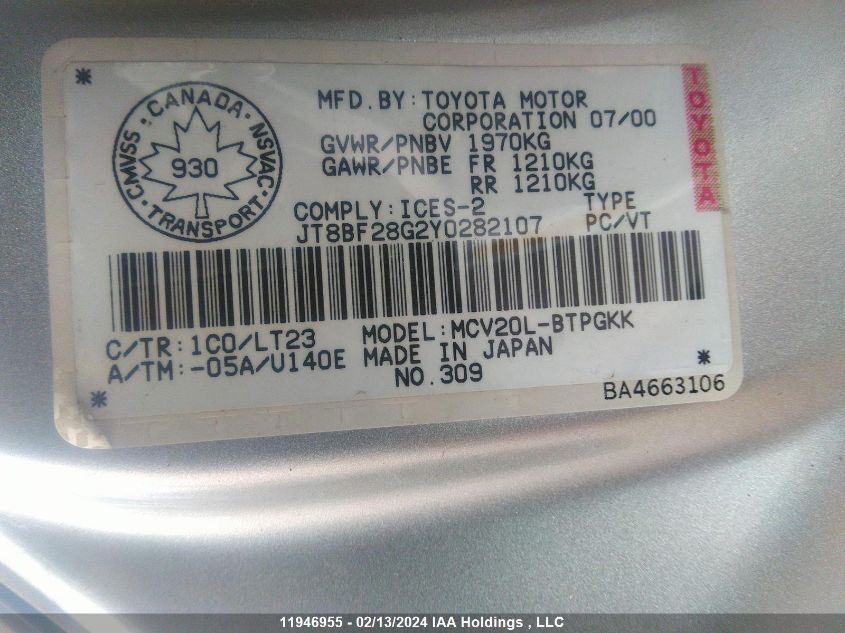 CANADA
CMVSS · NSVAC
930
TRANSPORT
MFD.BY:TOYOTA MOTOR
CORPORATION 07/00
GVWR/PNBV 1970KG
GAWR/PNBE FR 1210KG
RR 1210KG
COMPLY:ICES-2 TYPE
JT8BF28G2Y0282107 PC/VT
TOYOTA
C/TR:1C0/LT23 MODEL:MCV20L-BTPGKK
A/TM:-05A/U140E MADE IN JAPAN
NO.309
BA4663106
11946955 - 02/13/2024 IAA Holdings , LLC